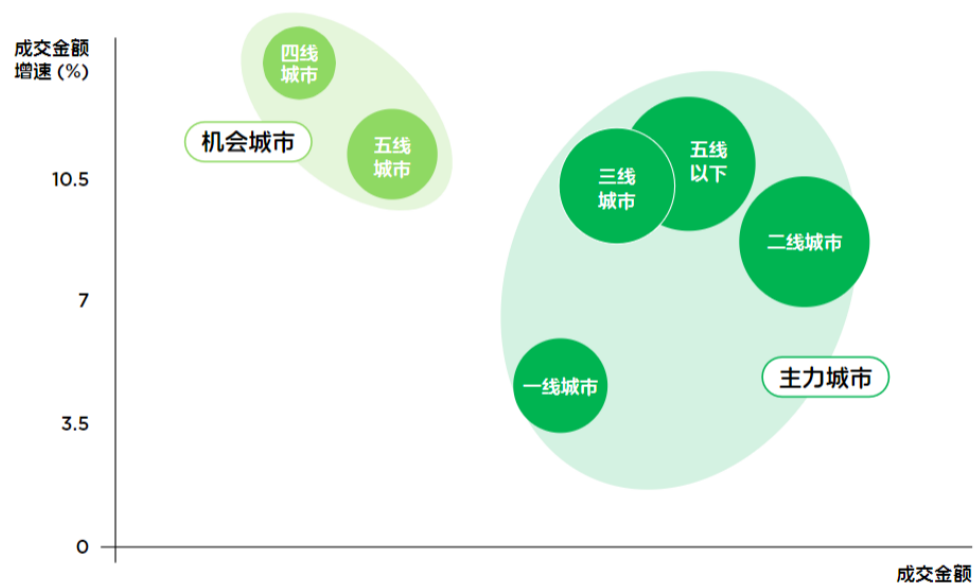 成交金额
增速 (%)
四线
城市
机会城市
五线
城市
五线
以下
10.5
三线
城市
二线城市
7
一线城市
主力城市
3.5
0
成交金额